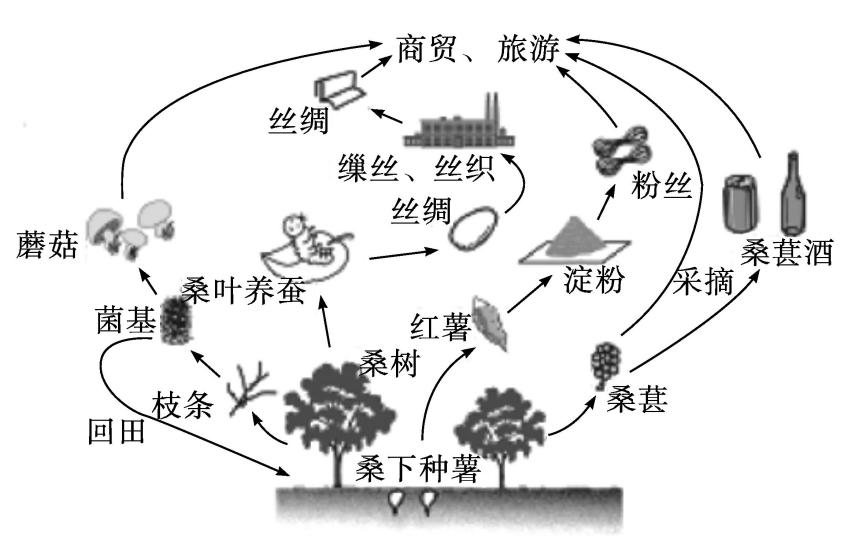 商贸、旅游
丝绸
缫丝、丝织
粉丝
丝绸
蘑菇
桑葚酒
淀粉
采摘
桑叶养蚕
菌基
红薯
桑树
枝条
桑葚
回田
桑下种薯